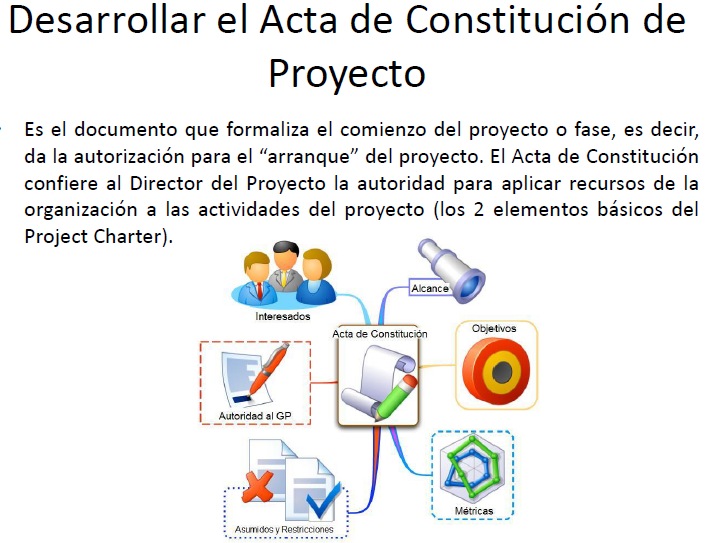 Desarrollar el Acta de Constitución de
Proyecto
Es el documento que formaliza el comienzo del proyecto o fase, es decir,
da la autorización para el “arranque” del proyecto. El Acta de Constitución
confiere al Director del Proyecto la autoridad para aplicar recursos de la
organización a las actividades del proyecto (los 2 elementos básicos del
Project Charter).
Alcance
Interesados
Acta de Constitución
Objetivos
Autoridad al GP
Métricas
Asumidos y Restricciones